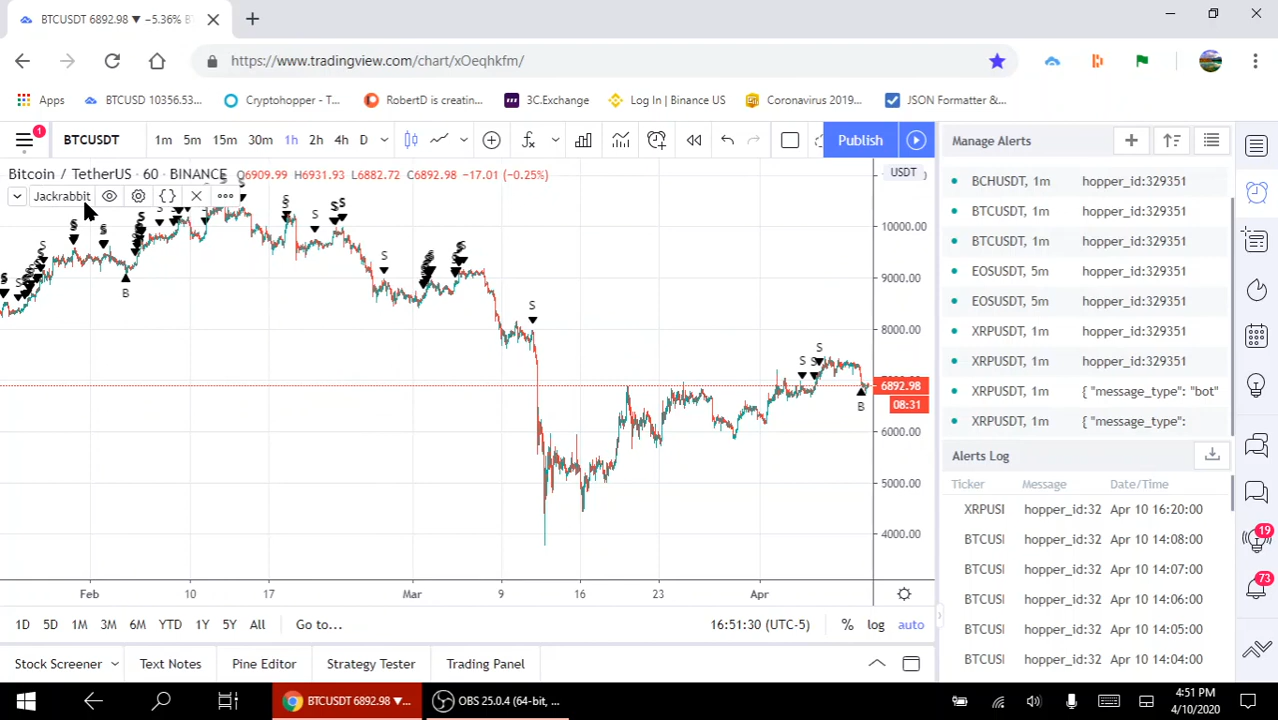 BTCUSDT 6892.98 ▼ −5.36% B
https://www.tradingview.com/chart/xOeqhkfm/
Apps
BTCUSD 10356.53...
Cryptohopper - T...
RobertD is creatin...
3C.Exchange
Log In | Binance US
Coronavirus 2019...
JSON Formatter &...
1
BTCUSDT
1m 5m 15m 30m 1h 2h 4h D
Publish
Manage Alerts
Bitcoin / TetherUS · 60 · BINANCE O6909.99 H6931.93 L6882.72 C6892.98 −17.01 (−0.25%)
USDT
Jackrabbit
BCHUSDT, 1m hopper_id:329351
BTCUSDT, 1m hopper_id:329351
BTCUSDT, 1m hopper_id:329351
EOSUSDT, 5m hopper_id:329351
EOSUSDT, 5m hopper_id:329351
XRPUSDT, 1m hopper_id:329351
XRPUSDT, 1m hopper_id:329351
XRPUSDT, 1m { "message_type": "bot"
XRPUSDT, 1m { "message_type":
10000.00
9000.00
8000.00
6892.98
08:31
6000.00
5000.00
4000.00
S S S S S S S S
B B
Alerts Log
Ticker Message Date/Time
XRPUSI hopper_id:32 Apr 10 16:20:00
BTCUSI hopper_id:32 Apr 10 14:08:00
BTCUSI hopper_id:32 Apr 10 14:07:00
BTCUSI hopper_id:32 Apr 10 14:06:00
BTCUSI hopper_id:32 Apr 10 14:05:00
BTCUSI hopper_id:32 Apr 10 14:04:00
19
73
Feb 10 17 Mar 9 16 23 Apr
1D 5D 1M 3M 6M YTD 1Y 5Y All Go to...
16:51:30 (UTC-5) % log auto
Stock Screener Text Notes Pine Editor Strategy Tester Trading Panel
BTCUSDT 6892.98 ▼...
OBS 25.0.4 (64-bit, ...
4:51 PM
4/10/2020